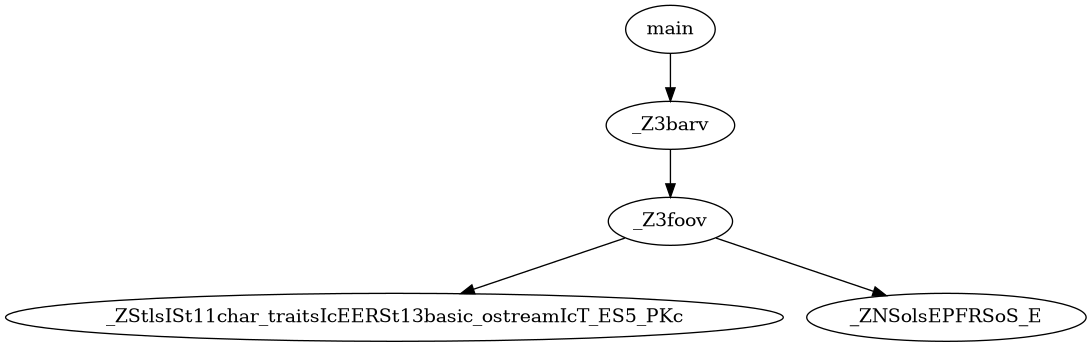 main
_Z3barv
_Z3foov
_ZStlsISt11char_traitsIcEERSt13basic_ostreamIcT_ES5_PKc
_ZNSolsEPFRSoS_E